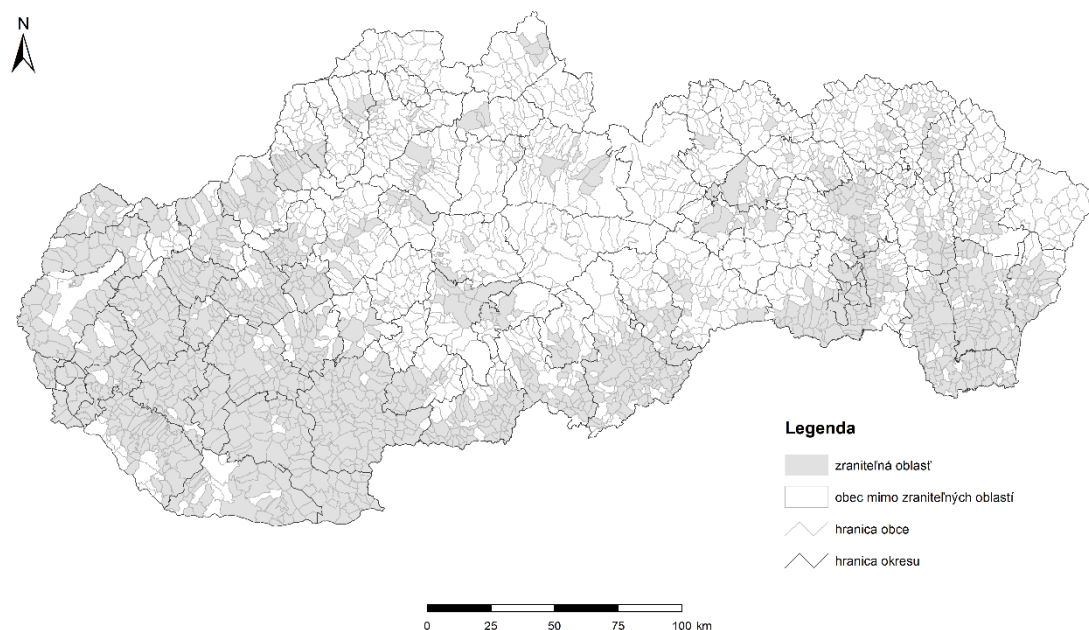 N
Legenda
zraniteľná oblasť
obec mimo zraniteľných oblastí
hranica obce
hranica okresu
0 25 50 75 100 km